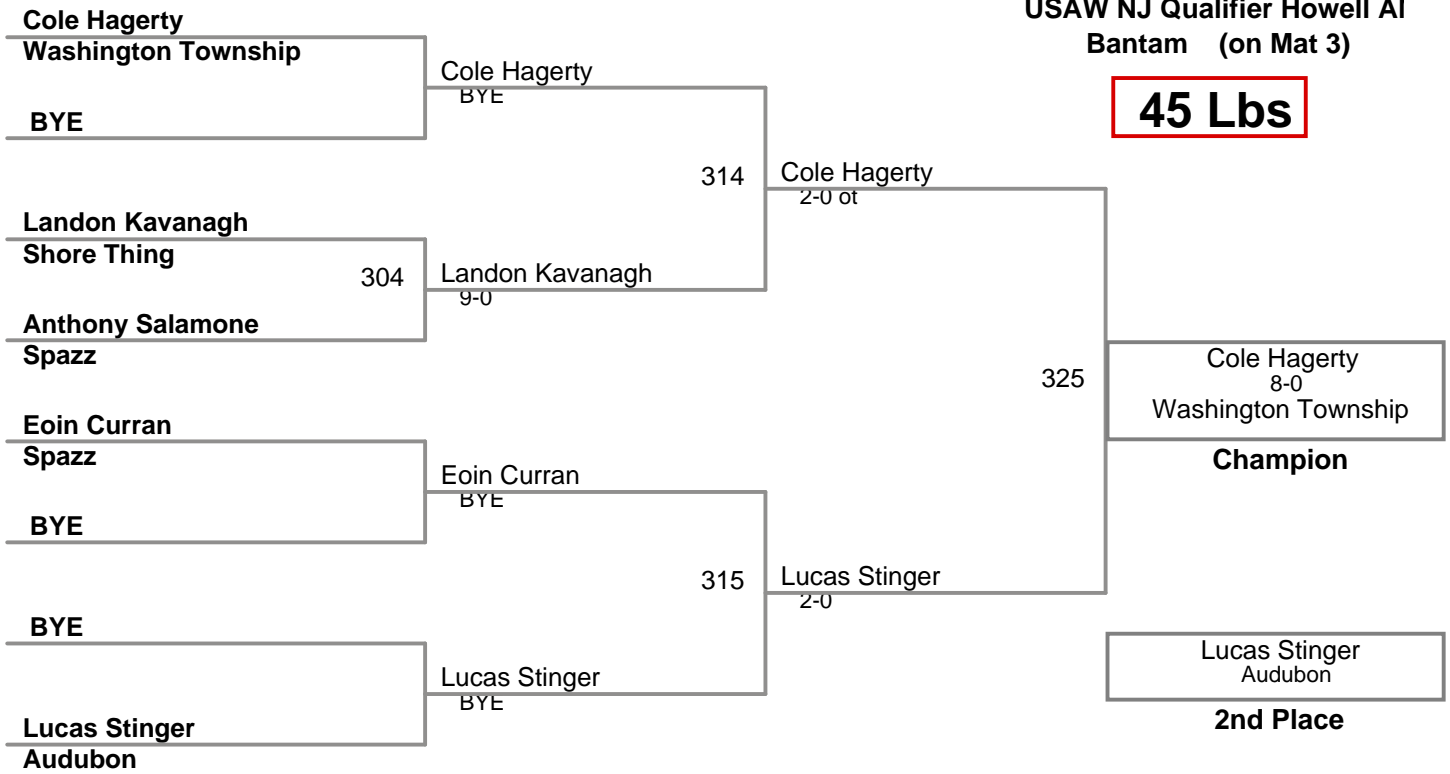 USAW NJ Qualifier Howell
Bantam (on Mat 3)
45 Lbs
Cole Hagerty
Washington Township
BYE
Landon Kavanagh
Shore Thing
304
Anthony Salamone
Spazz
Eoin Curran
Spazz
BYE
BYE
Lucas Stinger
Audubon
Cole Hagerty
BYE
314
Landon Kavanagh
9-0
Eoin Curran
BYE
315
Lucas Stinger
BYE
Cole Hagerty
2-0 ot
325
Lucas Stinger
2-0
Cole Hagerty
8-0
Washington Township
Champion
Lucas Stinger
Audubon
2nd Place